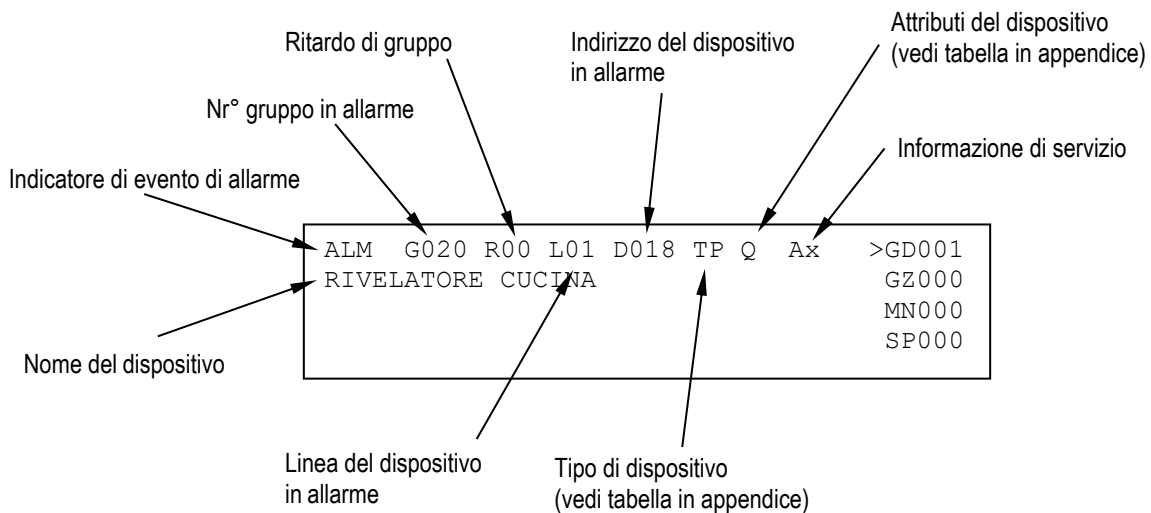 Attributi del dispositivo
(vedi tabella in appendice)
Ritardo di gruppo
Indirizzo del dispositivo
in allarme
Nr° gruppo in allarme
Informazione di servizio
Indicatore di evento di allarme
ALM G020 R00 L01 D018 TP Q Ax >GD001
RIVELATORE CUCINA GZ000
MN000
SP000
Nome del dispositivo
Linea del dispositivo
in allarme
Tipo di dispositivo
(vedi tabella in appendice)